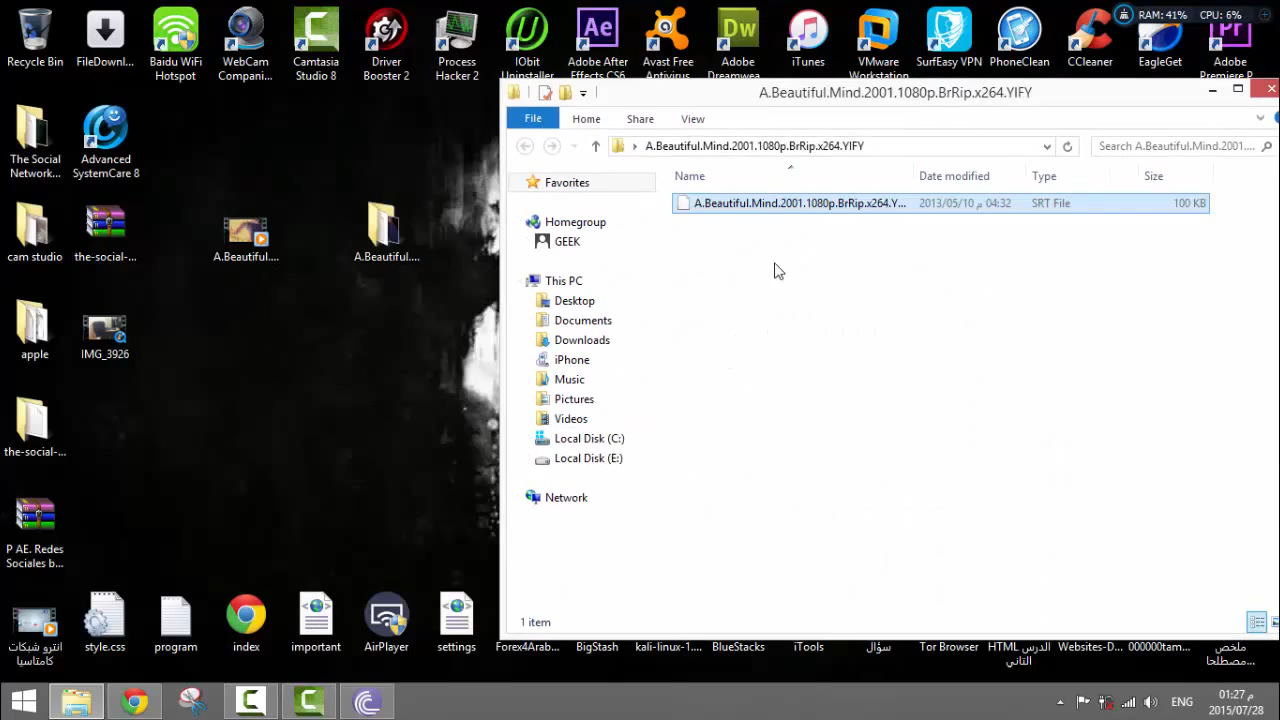 Recycle Bin
FileDownl...
Baidu WiFi
Hotspot
WebCam
Compani...
Camtasia
Studio 8
Driver
Booster 2
Process
Hacker 2
IObit
Uninstaller
Adobe After
Effects CS6
Avast Free
Antivirus
Adobe
Dreamwea...
iTunes
VMware
Workstation
SurfEasy VPN
PhoneClean
CCleaner
EagleGet
Adobe
Premiere P...
RAM: 41% CPU: 6%
The Social
Network...
Advanced
SystemCare 8
cam studio
the-social-...
A.Beautiful....
A.Beautiful....
apple
IMG_3926
the-social-...
P AE. Redes
Sociales b...
انترو شبكات
كامتاسيا
style.css
program
index
important
AirPlayer
settings
Forex4Arab...
BigStash
kali-linux-1....
BlueStacks
iTools
سؤال
Tor Browser
الدرس HTML
الثاني
Websites-D...
000000tam...
ملخص
مصطلحا...
A.Beautiful.Mind.2001.1080p.BrRip.x264.YIFY
File
Home
Share
View
A.Beautiful.Mind.2001.1080p.BrRip.x264.YIFY
Search A.Beautiful.Mind.2001....
Name
Date modified
Type
Size
A.Beautiful.Mind.2001.1080p.BrRip.x264.Y...
2013/05/10 م 04:32
SRT File
100 KB
Favorites
Homegroup
GEEK
This PC
Desktop
Documents
Downloads
iPhone
Music
Pictures
Videos
Local Disk (C:)
Local Disk (E:)
Network
1 item
ENG
م 01:27
2015/07/28